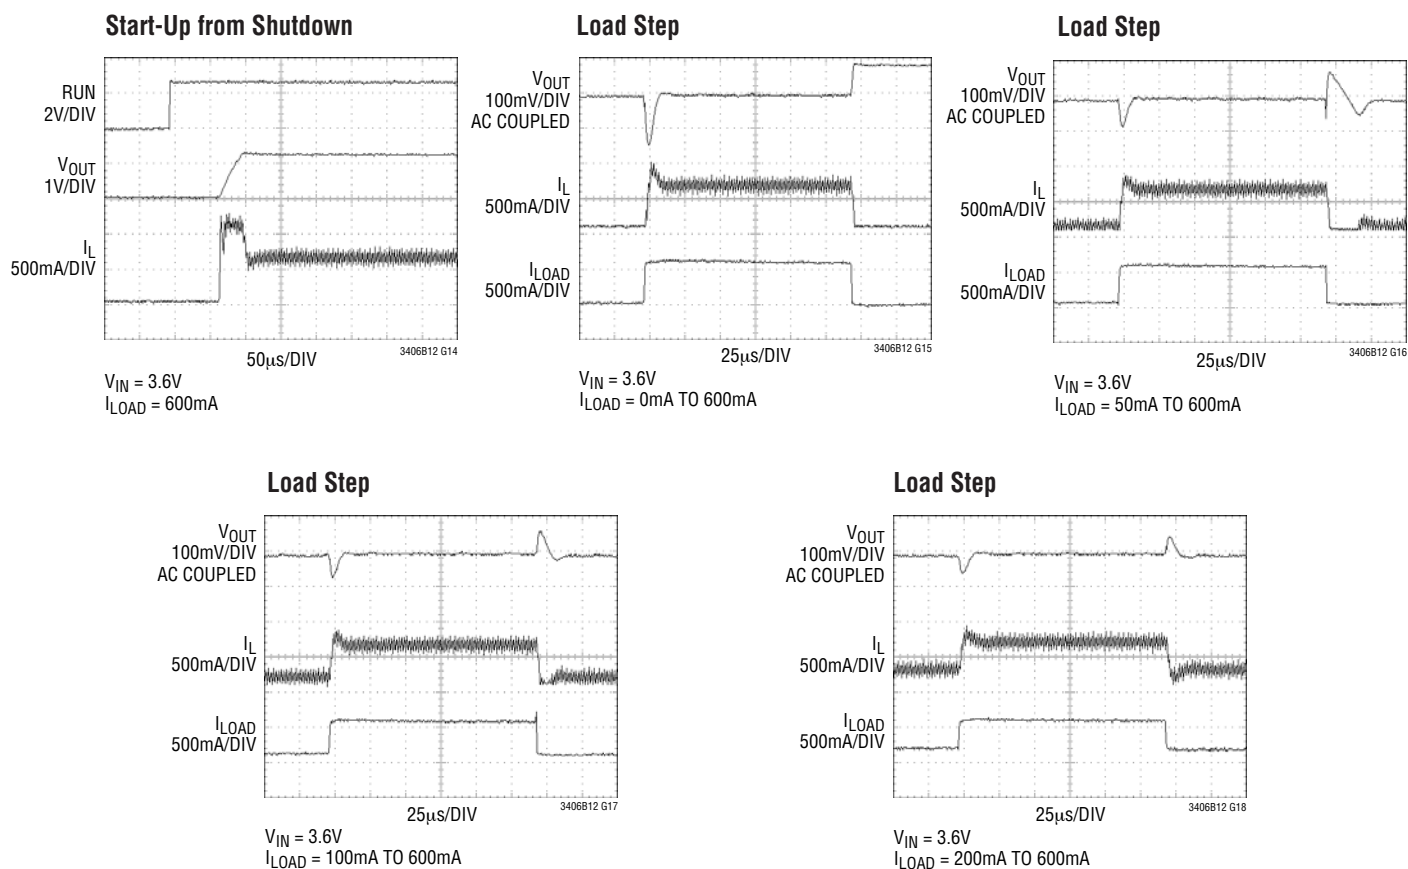 Start-Up from Shutdown
RUN
2V/DIV
VOUT
1V/DIV
IL
500mA/DIV
50µs/DIV
3406B12 G14
VIN = 3.6V
ILOAD = 600mA
Load Step
VOUT
100mV/DIV
AC COUPLED
IL
500mA/DIV
ILOAD
500mA/DIV
25µs/DIV
3406B12 G15
VIN = 3.6V
ILOAD = 0mA TO 600mA
Load Step
VOUT
100mV/DIV
AC COUPLED
IL
500mA/DIV
ILOAD
500mA/DIV
25µs/DIV
3406B12 G16
VIN = 3.6V
ILOAD = 50mA TO 600mA
Load Step
VOUT
100mV/DIV
AC COUPLED
IL
500mA/DIV
ILOAD
500mA/DIV
25µs/DIV
3406B12 G17
VIN = 3.6V
ILOAD = 100mA TO 600mA
Load Step
VOUT
100mV/DIV
AC COUPLED
IL
500mA/DIV
ILOAD
500mA/DIV
25µs/DIV
3406B12 G18
VIN = 3.6V
ILOAD = 200mA TO 600mA